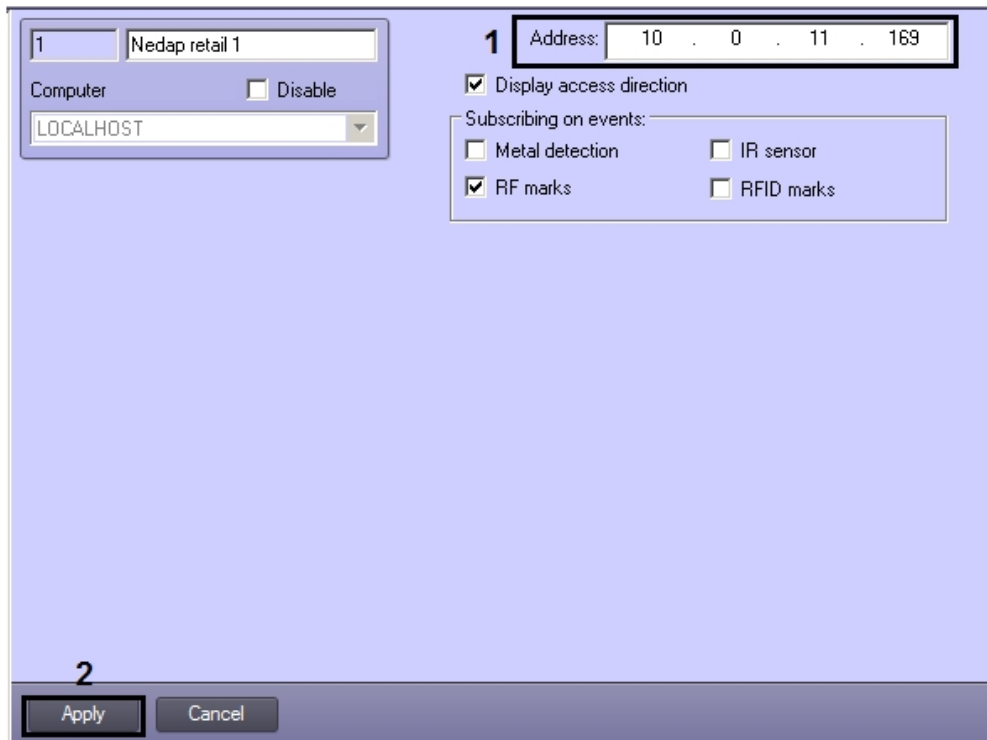 1 Nedap retail 1
Computer Disable
LOCALHOST
1 Address: 10 . 0 . 11 . 169
Display access direction
Subscribing on events:
Metal detection IR sensor
RF marks RFID marks
2
Apply Cancel